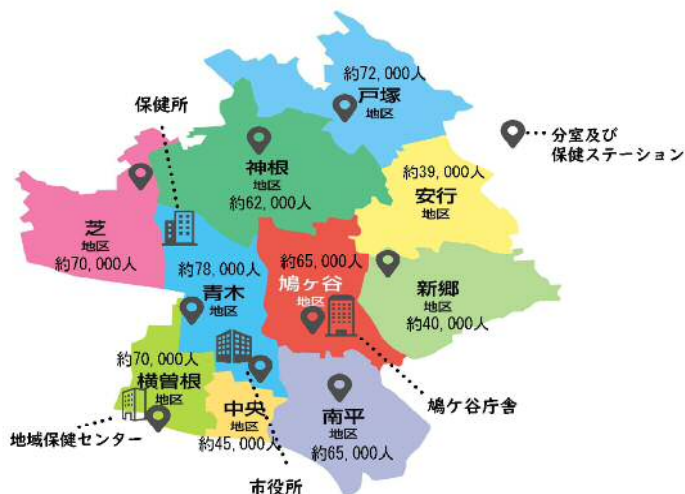 約72,000人
戸塚
地区
保健所
分室及び
保健ステーション
神根
地区
約62,000人
約39,000人
安行
地区
芝
地区
約70,000人
約78,000人
青木
地区
約65,000人
鳩ヶ谷
地区
新郷
地区
約40,000人
約70,000人
横曽根
地区
中央
地区
約45,000人
南平
地区
約65,000人
鳩ケ谷庁舎
地域保健センター
市役所